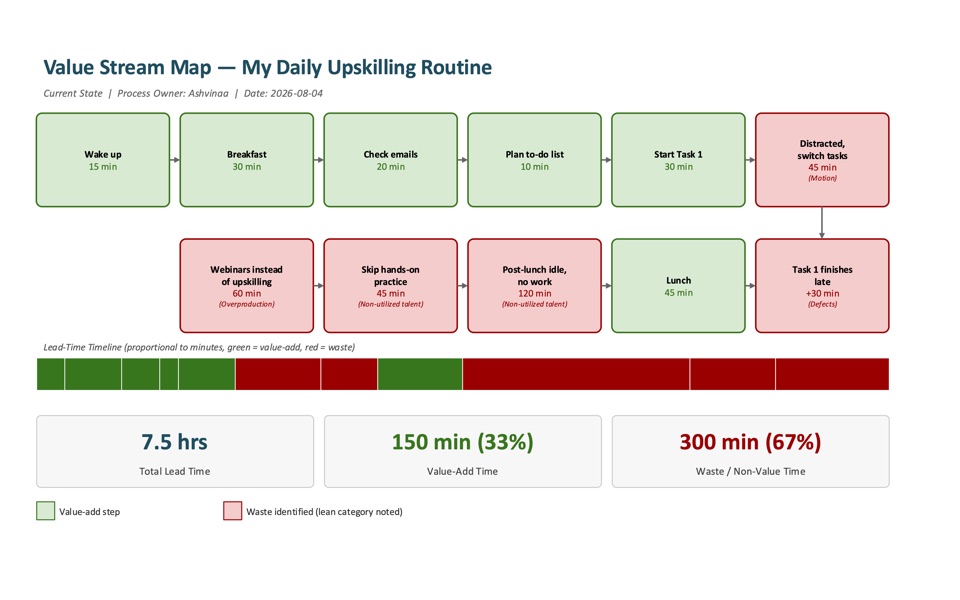 Value Stream Map — My Daily Upskilling Routine
Current State | Process Owner: Ashvinaa | Date: 2026-08-04
Wake up
15 min
Breakfast
30 min
Check emails
20 min
Plan to-do list
10 min
Start Task 1
30 min
Distracted,
switch tasks
45 min
(Motion)
Webinars instead
of upskilling
60 min
(Overproduction)
Skip hands-on
practice
45 min
(Non-utilized talent)
Post-lunch idle,
no work
120 min
(Non-utilized talent)
Lunch
45 min
Task 1 finishes
late
+30 min
(Defects)
Lead-Time Timeline (proportional to minutes, green = value-add, red = waste)
7.5 hrs
Total Lead Time
150 min (33%)
Value-Add Time
300 min (67%)
Waste / Non-Value Time
Value-add step
Waste identified (lean category noted)